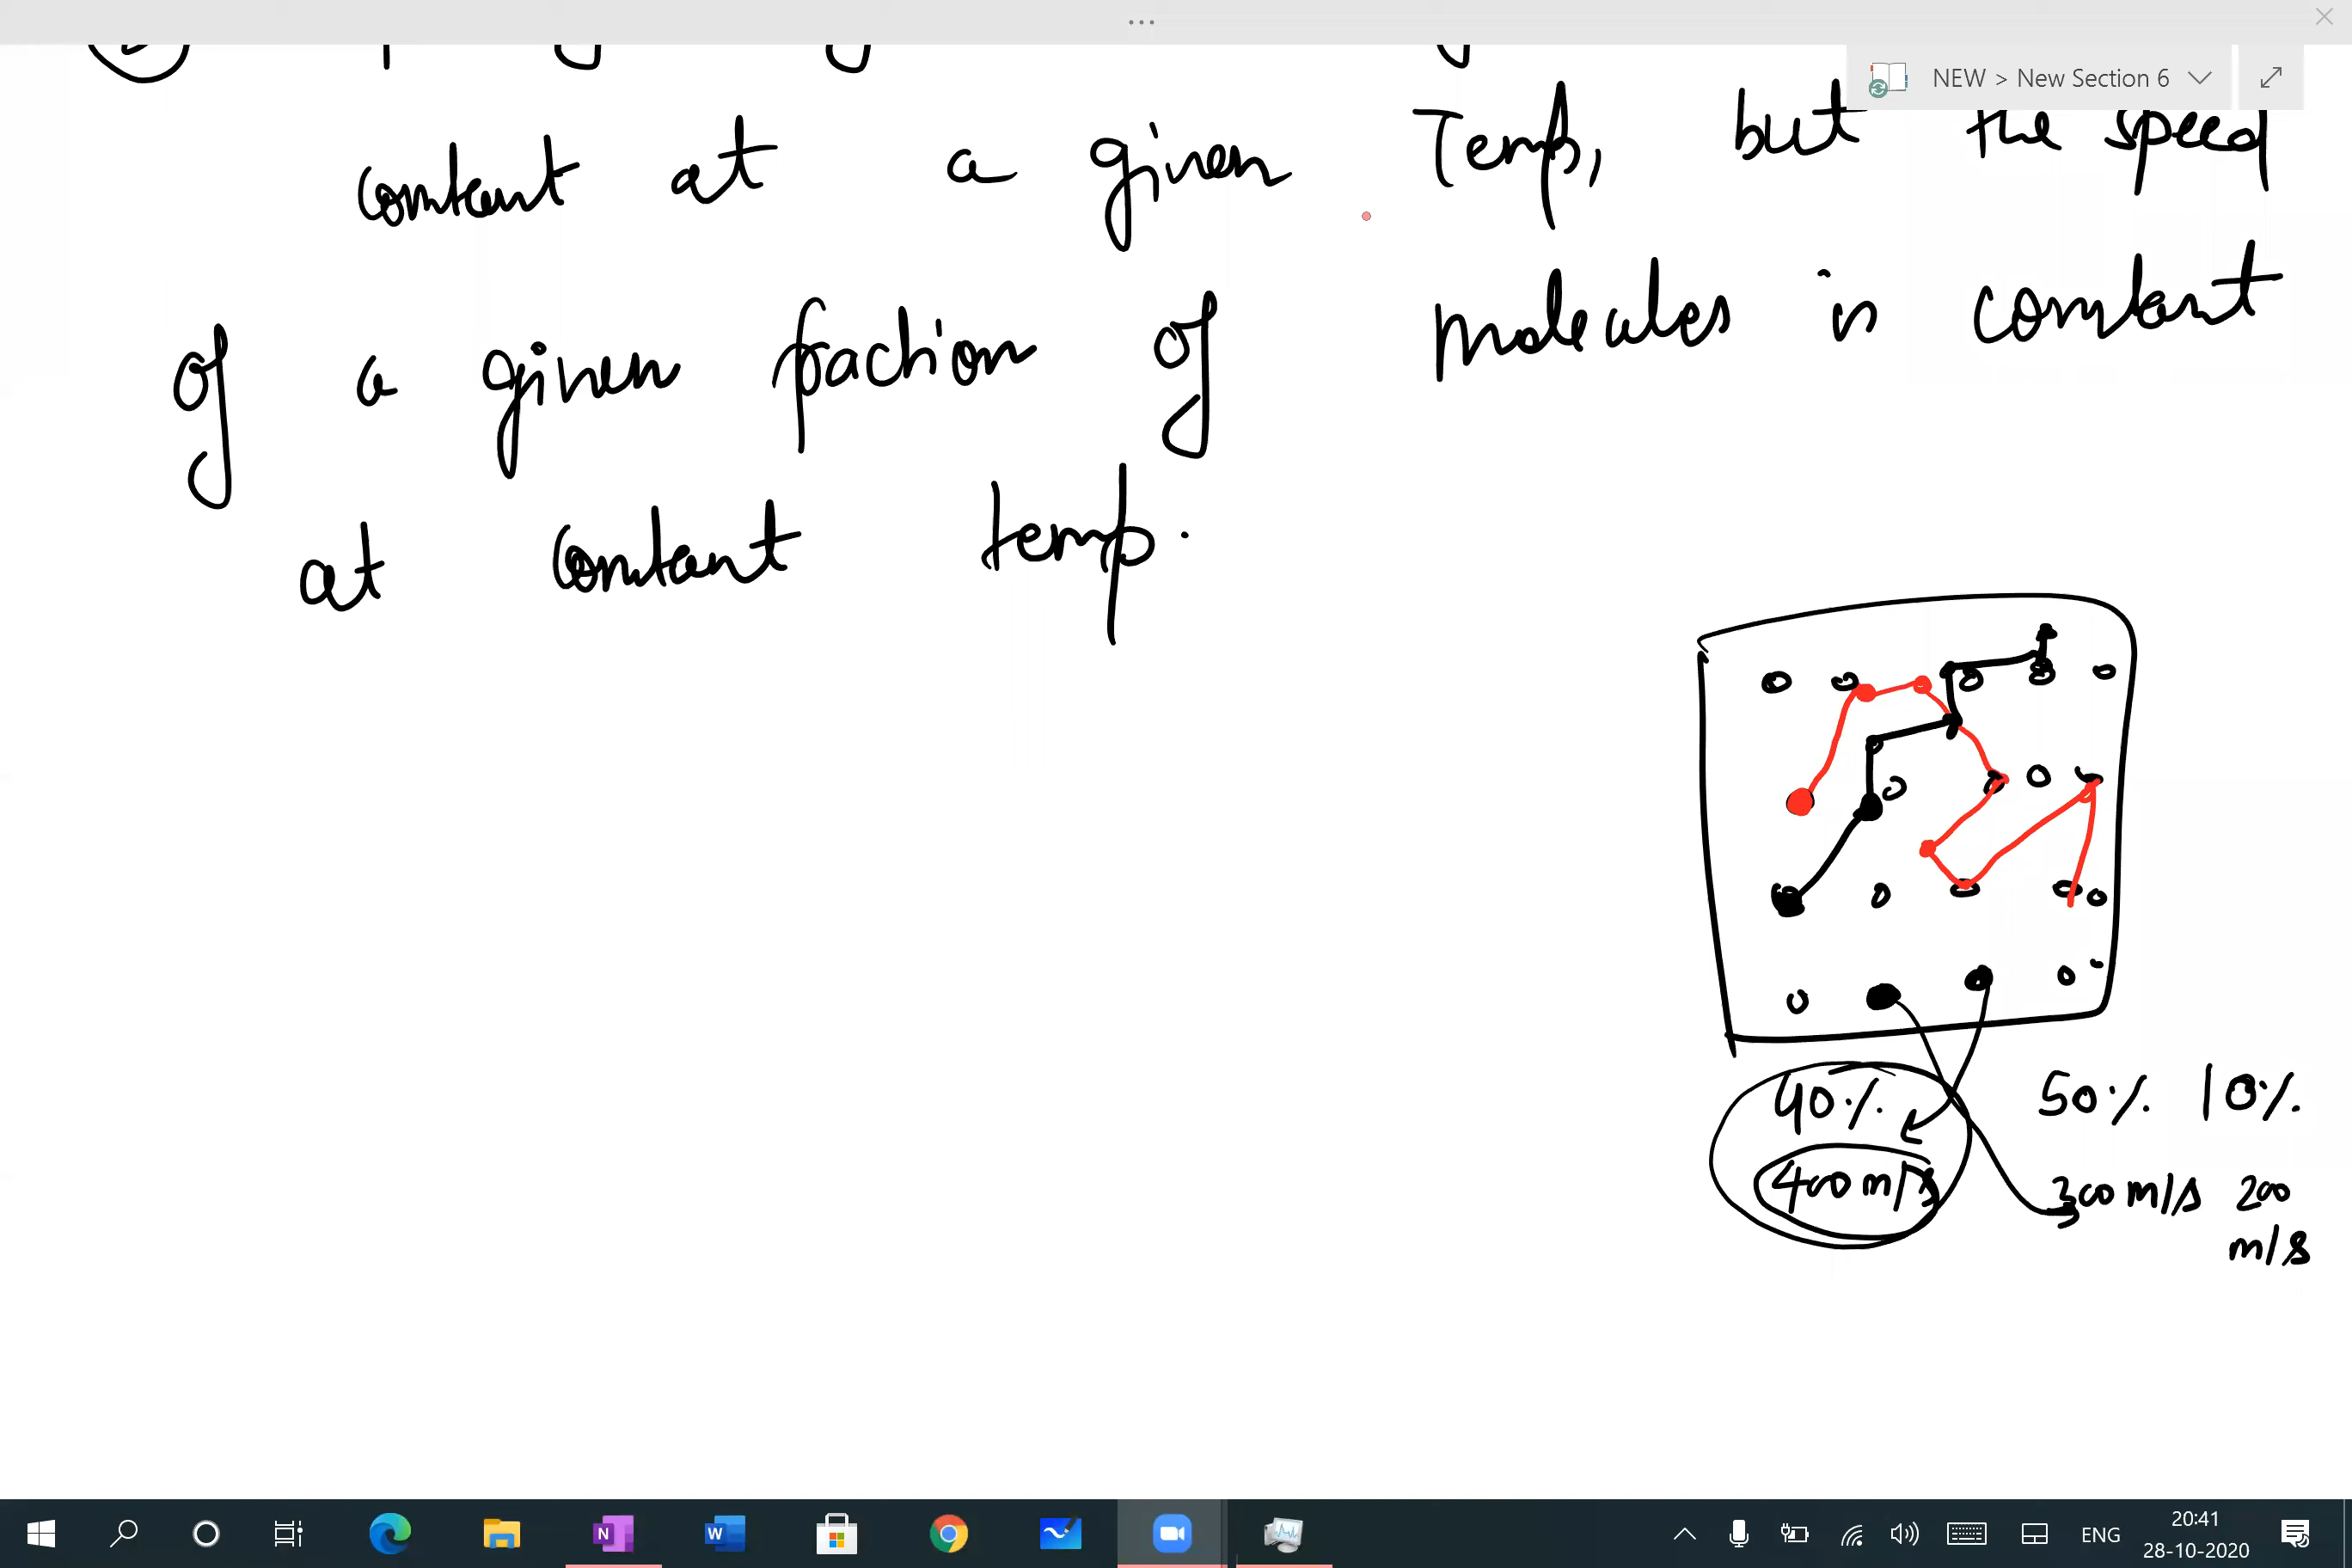 NEW > New Section 6
constant at a given Temp, but the speed
of a given fraction of molecules is constant
at constant temp.
40% 50% 10%
400 m/s 300 m/s 200
m/s
N W ENG 20:41
28-10-2020